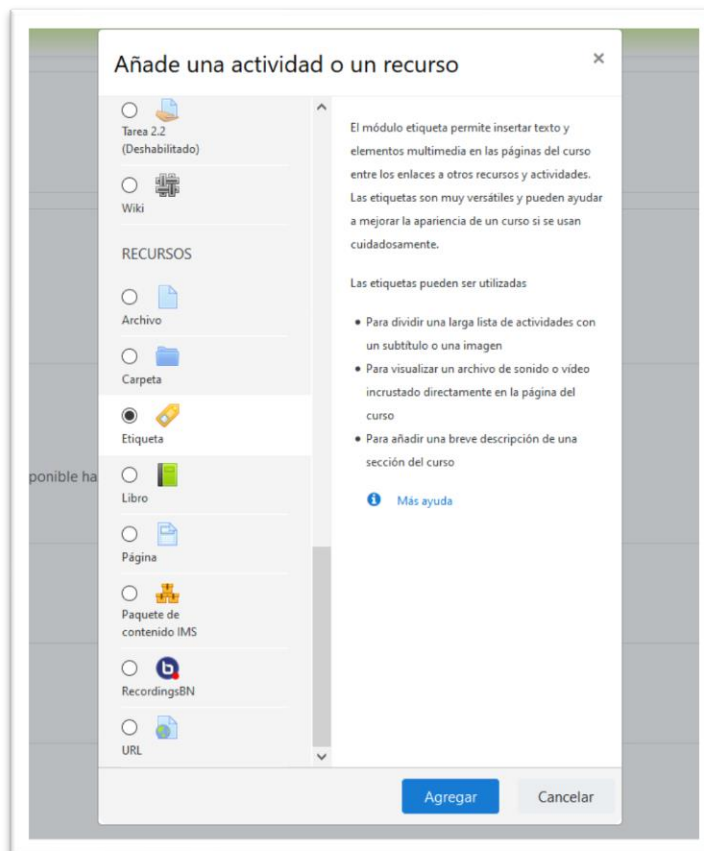 Añade una actividad o un recurso
×
Tarea 2.2
(Deshabilitado)
Wiki
RECURSOS
Archivo
Carpeta
Etiqueta
Libro
Página
Paquete de
contenido IMS
RecordingsBN
URL
El módulo etiqueta permite insertar texto y
elementos multimedia en las páginas del curso
entre los enlaces a otros recursos y actividades.
Las etiquetas son muy versátiles y pueden ayudar
a mejorar la apariencia de un curso si se usan
cuidadosamente.
Las etiquetas pueden ser utilizadas
• Para dividir una larga lista de actividades con
un subtítulo o una imagen
• Para visualizar un archivo de sonido o vídeo
incrustado directamente en la página del
curso
• Para añadir una breve descripción de una
sección del curso
Más ayuda
ponible ha
Agregar
Cancelar